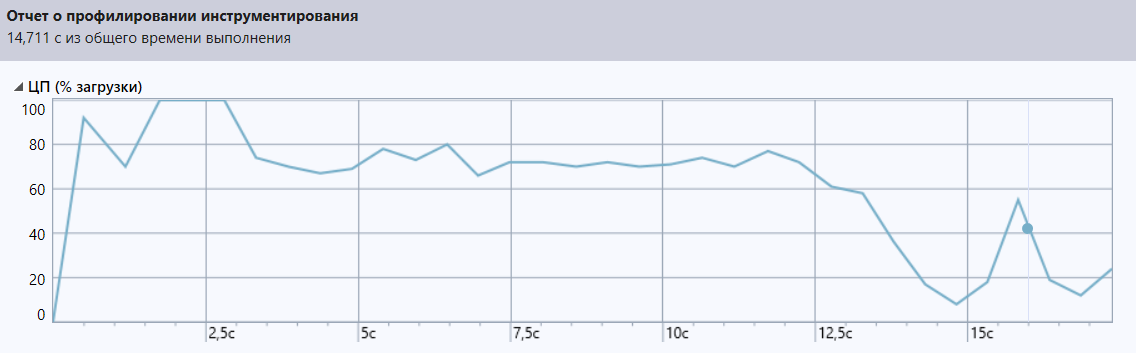 Отчет о профилировании инструментирования
14,711 с из общего времени выполнения
ЦП (% загрузки)
100
80
60
40
20
0
2,5с 5с 7,5с 10с 12,5с 15с